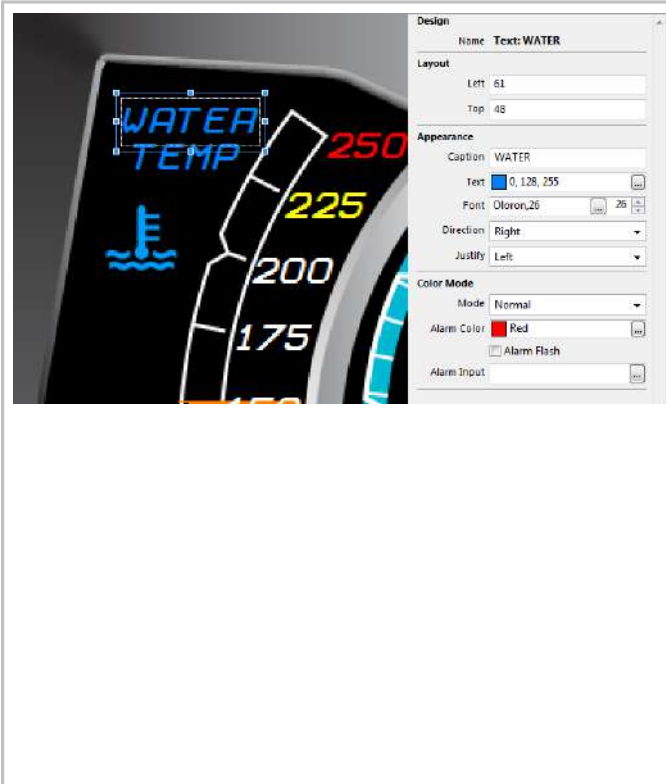 WATER
TEMP
250
225
200
175
150
Design
Name Text: WATER
Layout
Left 61
Top 48
Appearance
Caption WATER
Text 0, 128, 255 ...
Font Oloron,26 ... 26
Direction Right
Justify Left
Color Mode
Mode Normal
Alarm Color Red ...
Alarm Flash
Alarm Input ...